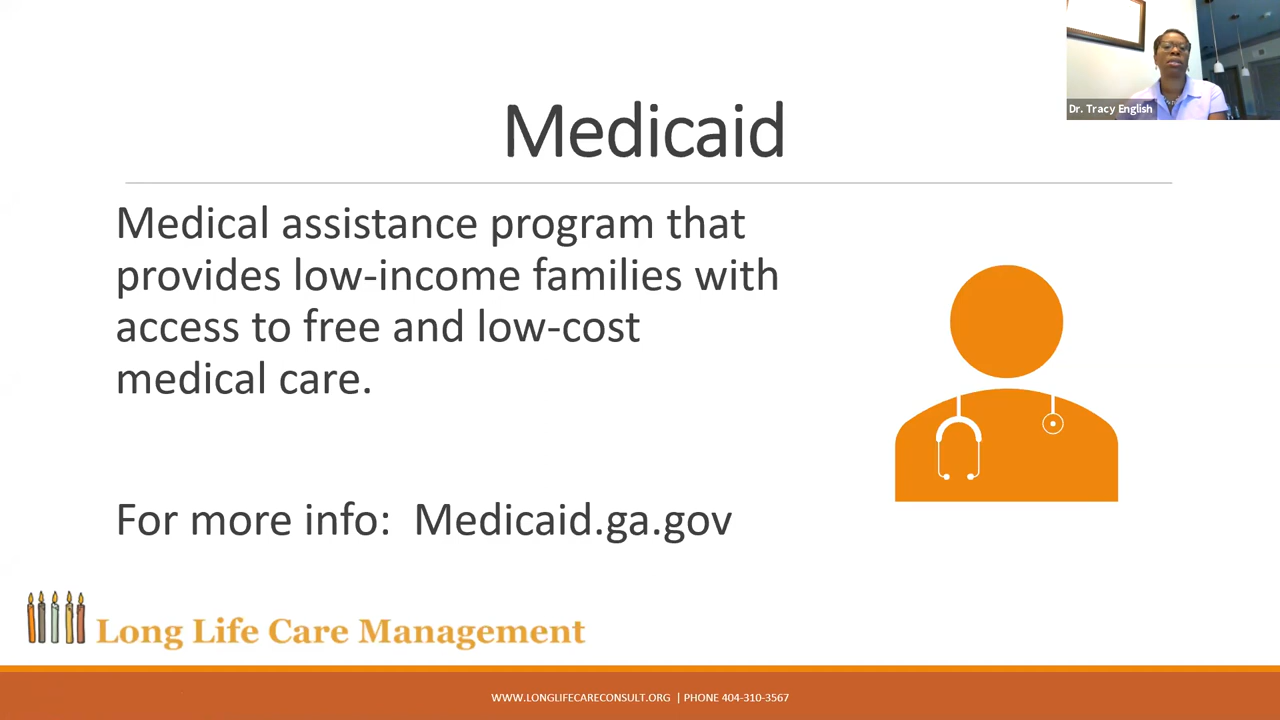 Dr. Tracy English
Medicaid
Medical assistance program that
provides low-income families with
access to free and low-cost
medical care.
For more info:  Medicaid.ga.gov
Long Life Care Management
WWW.LONGLIFECARECONSULT.ORG | PHONE 404-310-3567